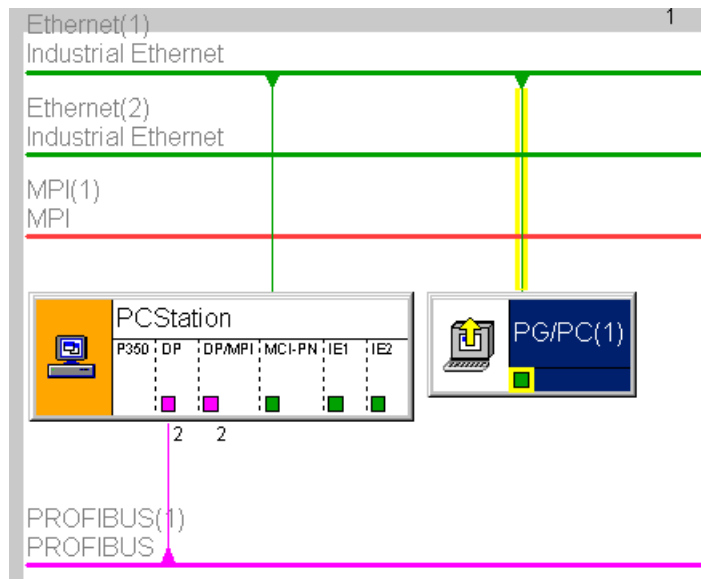 1
Ethernet(1)
Industrial Ethernet
Ethernet(2)
Industrial Ethernet
MPI(1)
MPI
PCStation
P350 DP DP/MPI MCI-PN IE1 IE2
2 2
PG/PC(1)
PROFIBUS(1)
PROFIBUS